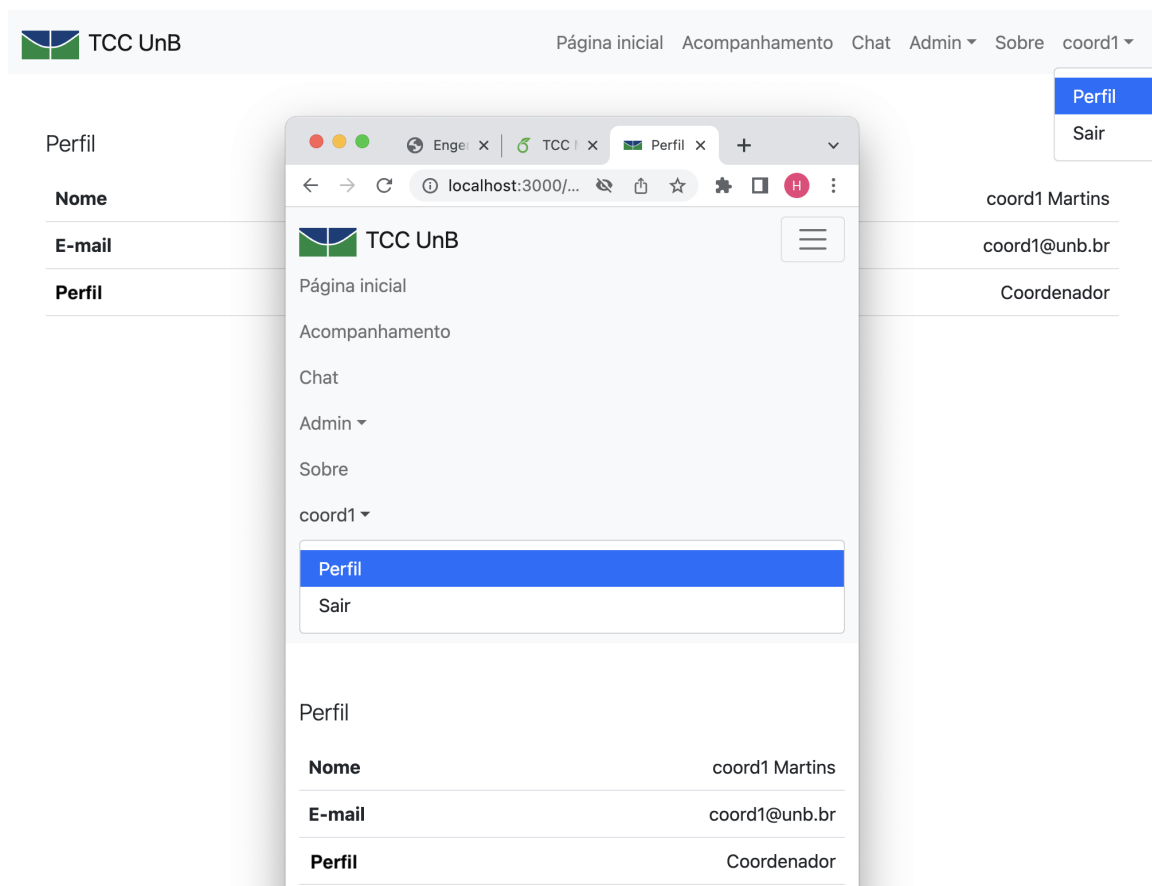 TCC UnB
Página inicial Acompanhamento Chat Admin Sobre coord1
Perfil
Sair
Perfil
Nome coord1 Martins
E-mail coord1@unb.br
Perfil Coordenador
TCC Perfil
localhost:3000/... H
TCC UnB
Página inicial
Acompanhamento
Chat
Admin
Sobre
coord1
Perfil
Sair
Perfil
Nome coord1 Martins
E-mail coord1@unb.br
Perfil Coordenador